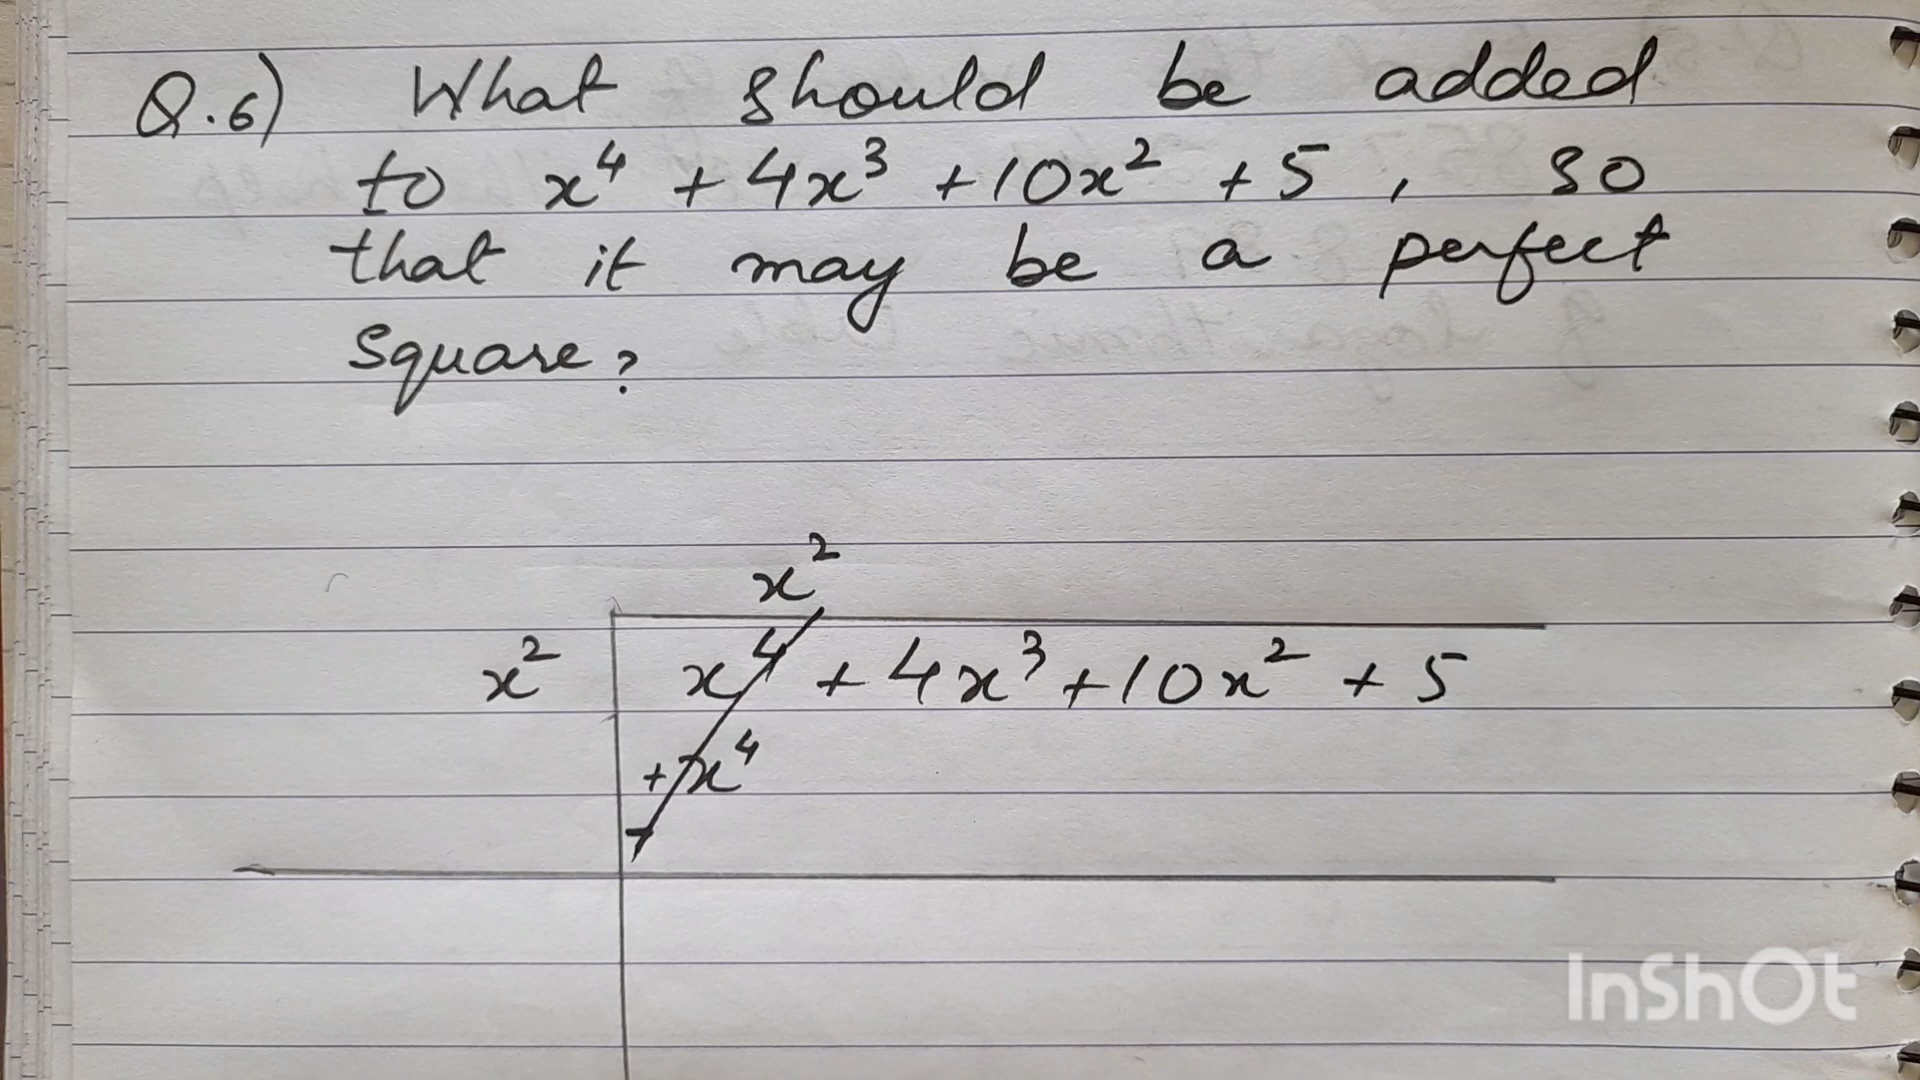 Q.6) What should be added
to x⁴ + 4x³ + 10x² + 5, so
that it may be a perfect
square?
x²
x² x⁴ + 4x³ + 10x² + 5
+ x⁴
-
InShOt